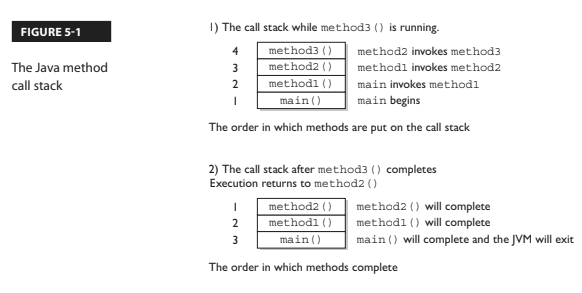 FIGURE 5-1
The Java method
call stack
1) The call stack while method3() is running.
4 method3() method2 invokes method3
3 method2() method1 invokes method2
2 method1() main invokes method1
1 main() main begins
The order in which methods are put on the call stack
2) The call stack after method3() completes
Execution returns to method2()
1 method2() method2() will complete
2 method1() method1() will complete
3 main() main() will complete and the JVM will exit
The order in which methods complete